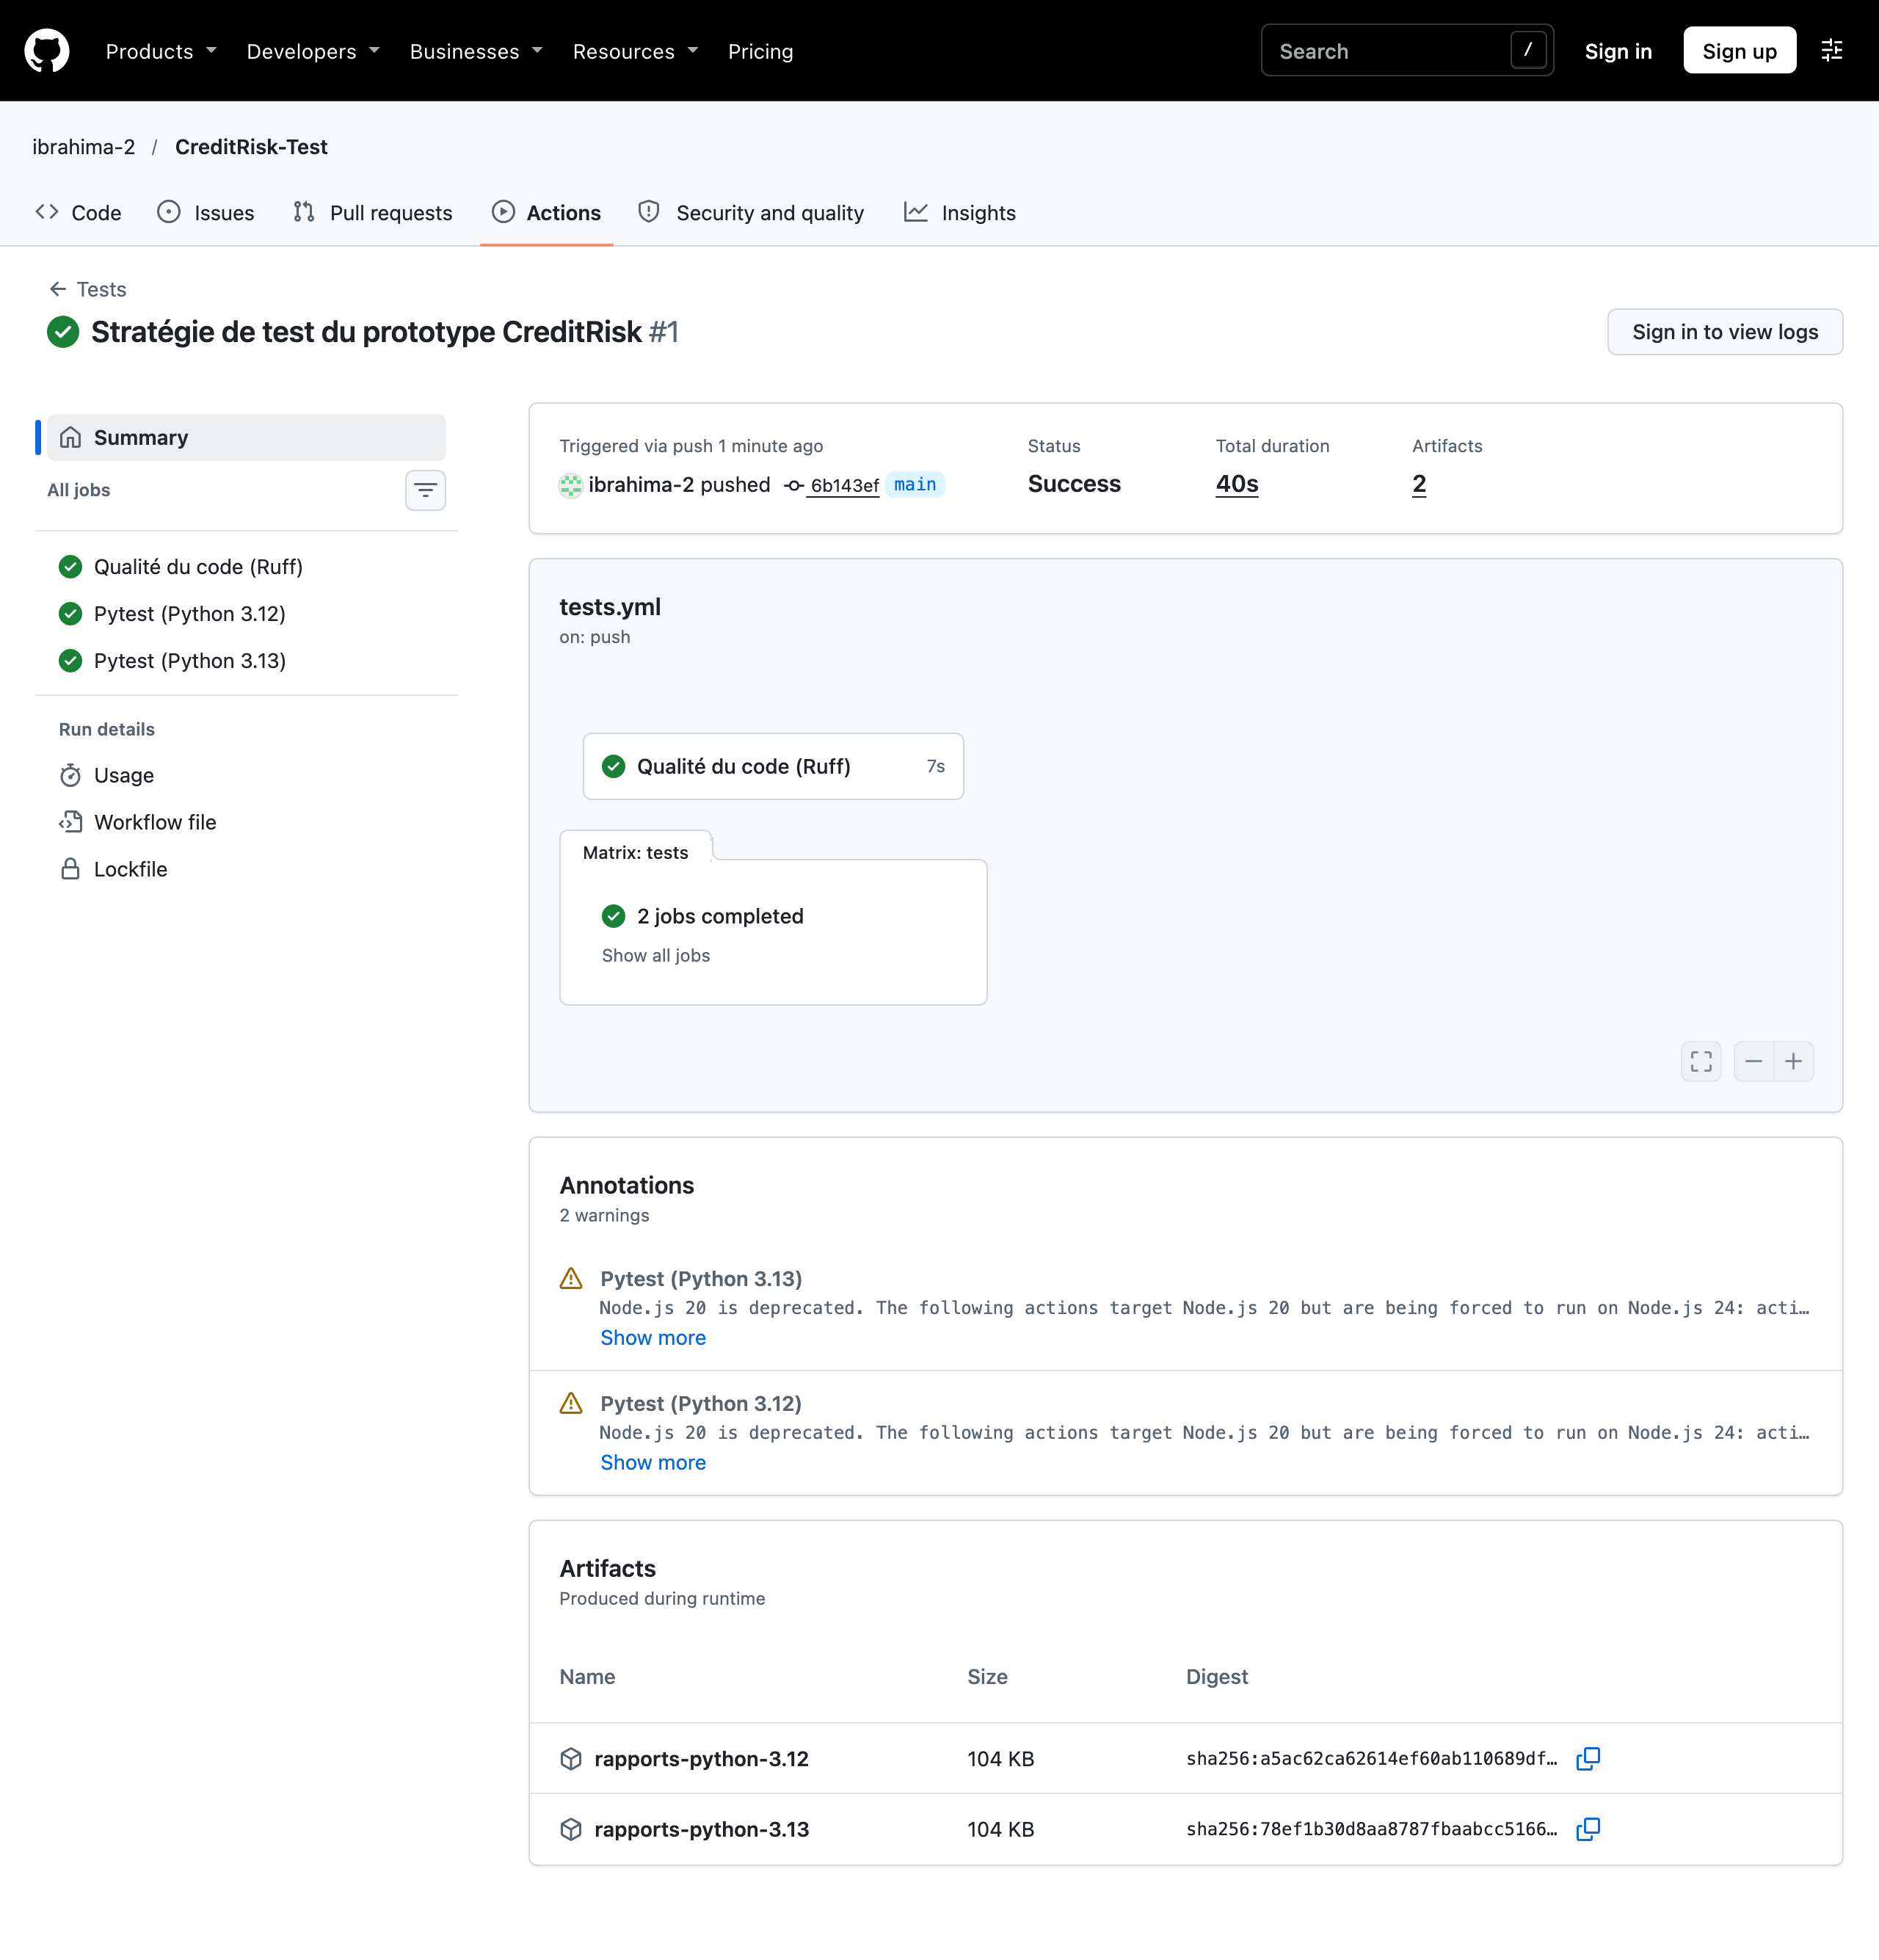 Products Developers Businesses Resources Pricing Search / Sign in Sign up
ibrahima-2 / CreditRisk-Test
Code Issues Pull requests Actions Security and quality Insights
Tests
Stratégie de test du prototype CreditRisk #1
Sign in to view logs
Summary
All jobs
Qualité du code (Ruff)
Pytest (Python 3.12)
Pytest (Python 3.13)
Run details
Usage
Workflow file
Lockfile
Triggered via push 1 minute ago
ibrahima-2 pushed 6b143ef main
Status
Success
Total duration
40s
Artifacts
2
tests.yml
on: push
Qualité du code (Ruff) 7s
Matrix: tests
2 jobs completed
Show all jobs
Annotations
2 warnings
Pytest (Python 3.13)
Node.js 20 is deprecated. The following actions target Node.js 20 but are being forced to run on Node.js 24: acti…
Show more
Pytest (Python 3.12)
Node.js 20 is deprecated. The following actions target Node.js 20 but are being forced to run on Node.js 24: acti…
Show more
Artifacts
Produced during runtime
Name Size Digest
rapports-python-3.12 104 KB sha256:a5ac62ca62614ef60ab110689df…
rapports-python-3.13 104 KB sha256:78ef1b30d8aa8787fbaabcc5166…